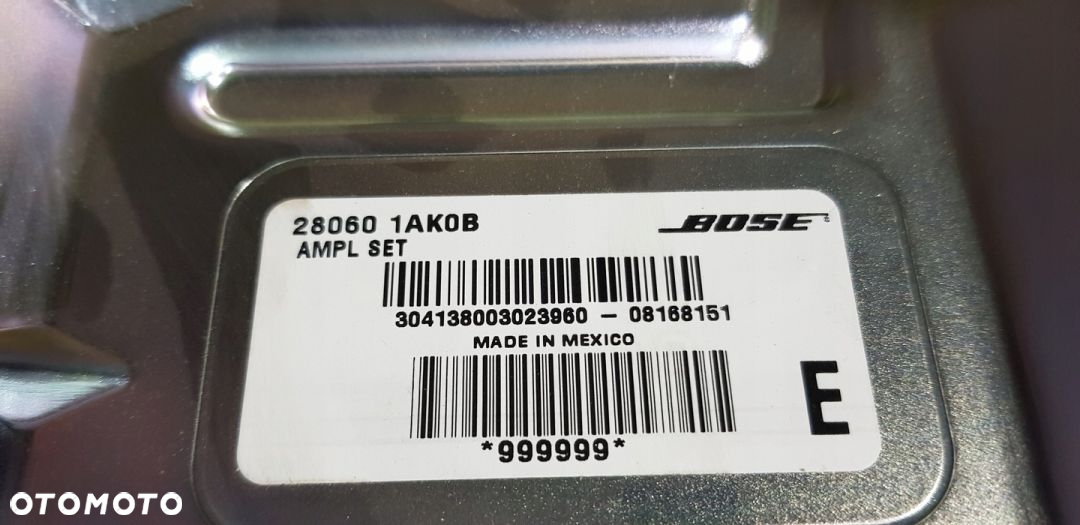 28060 1AK0B
BOSE®
AMPL SET
304138003023960 – 08168151
MADE IN MEXICO
E
*999999*
OTOMOTO